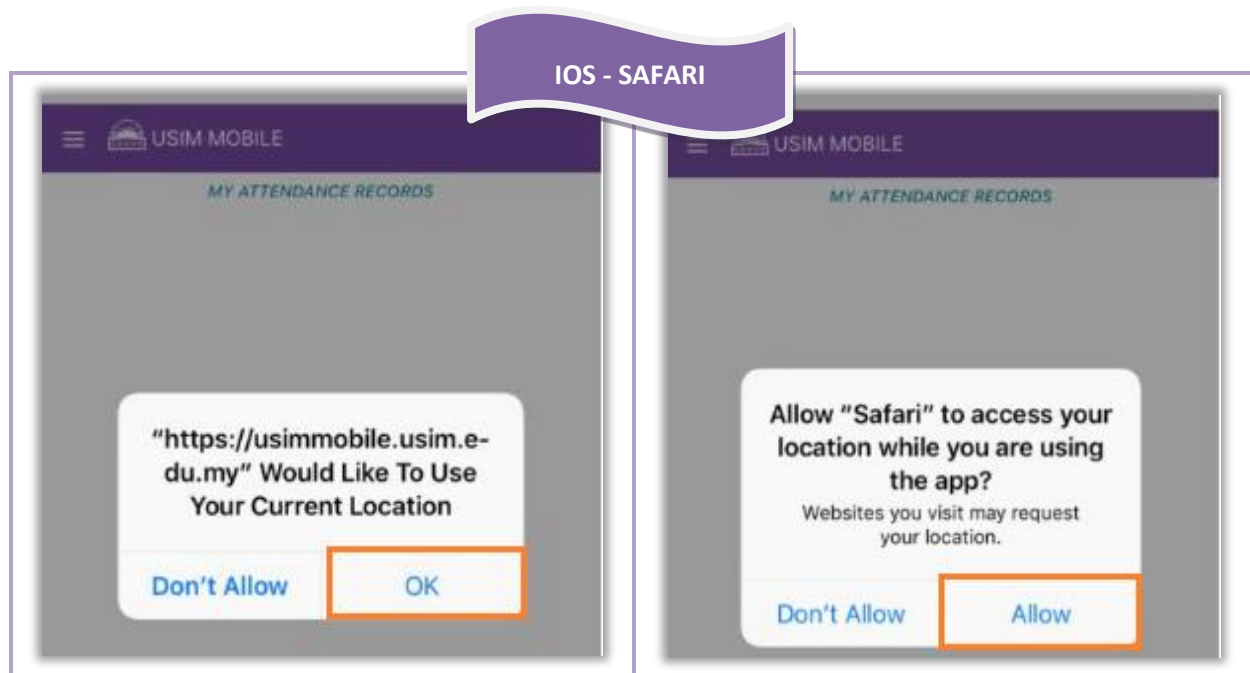 IOS - SAFARI
USIM MOBILE
MY ATTENDANCE RECORDS
"https://usimmobile.usim.e-
du.my" Would Like To Use
Your Current Location
Don't Allow
OK
USIM MOBILE
MY ATTENDANCE RECORDS
Allow "Safari" to access your
location while you are using
the app?
Websites you visit may request
your location.
Don't Allow
Allow